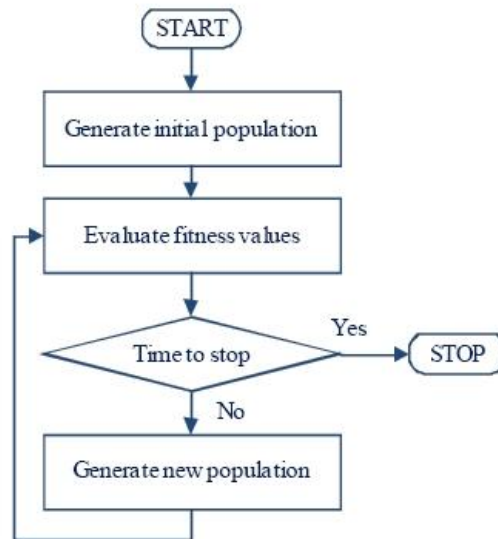 START
Generate initial population
Evaluate fitness values
Time to stop
Yes
STOP
No
Generate new population